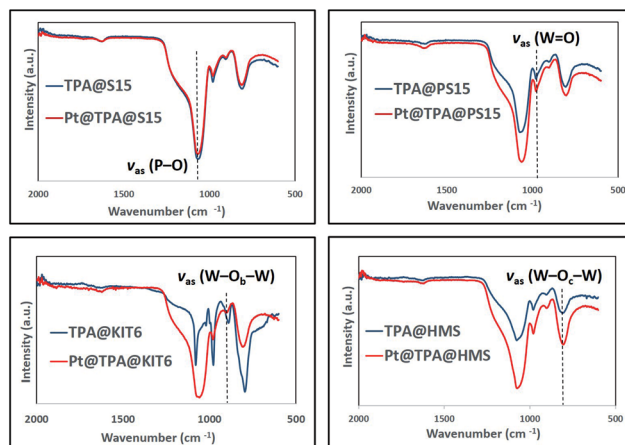 Intensity (a.u.)
TPA@S15
Pt@TPA@S15
νas (P–O)
2000 1500 1000 500
Wavenumber (cm -1)
νas (W=O)
Intensity (a.u.)
TPA@PS15
Pt@TPA@PS15
2000 1500 1000 500
Wavenumber (cm -1)
νas (W–Ob–W)
Intensity (a.u.)
TPA@KIT6
Pt@TPA@KIT6
2000 1500 1000 500
Wavenumber (cm -1)
νas (W–Oc–W)
Intensity (a.u.)
TPA@HMS
Pt@TPA@HMS
2000 1500 1000 500
Wavenumber (cm -1)